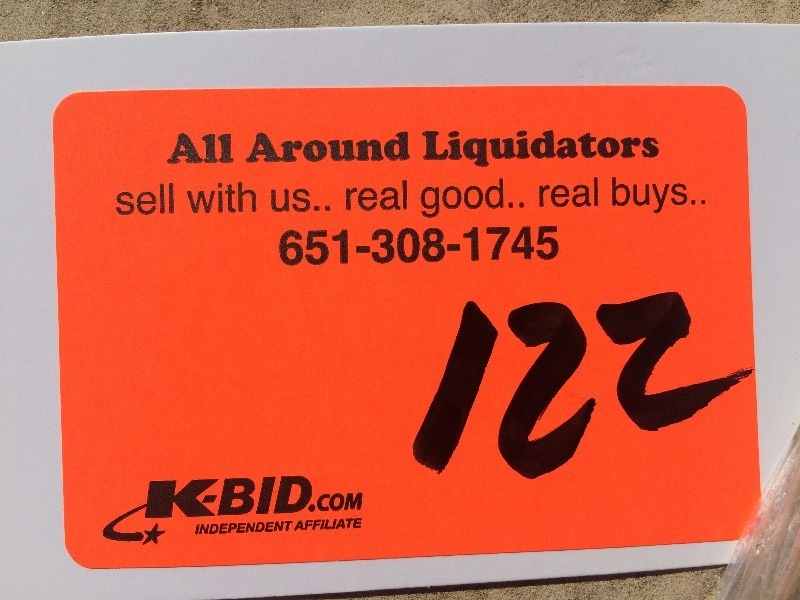 All Around Liquidators
sell with us.. real good.. real buys..
651-308-1745
122
K-BID.COM
INDEPENDENT AFFILIATE